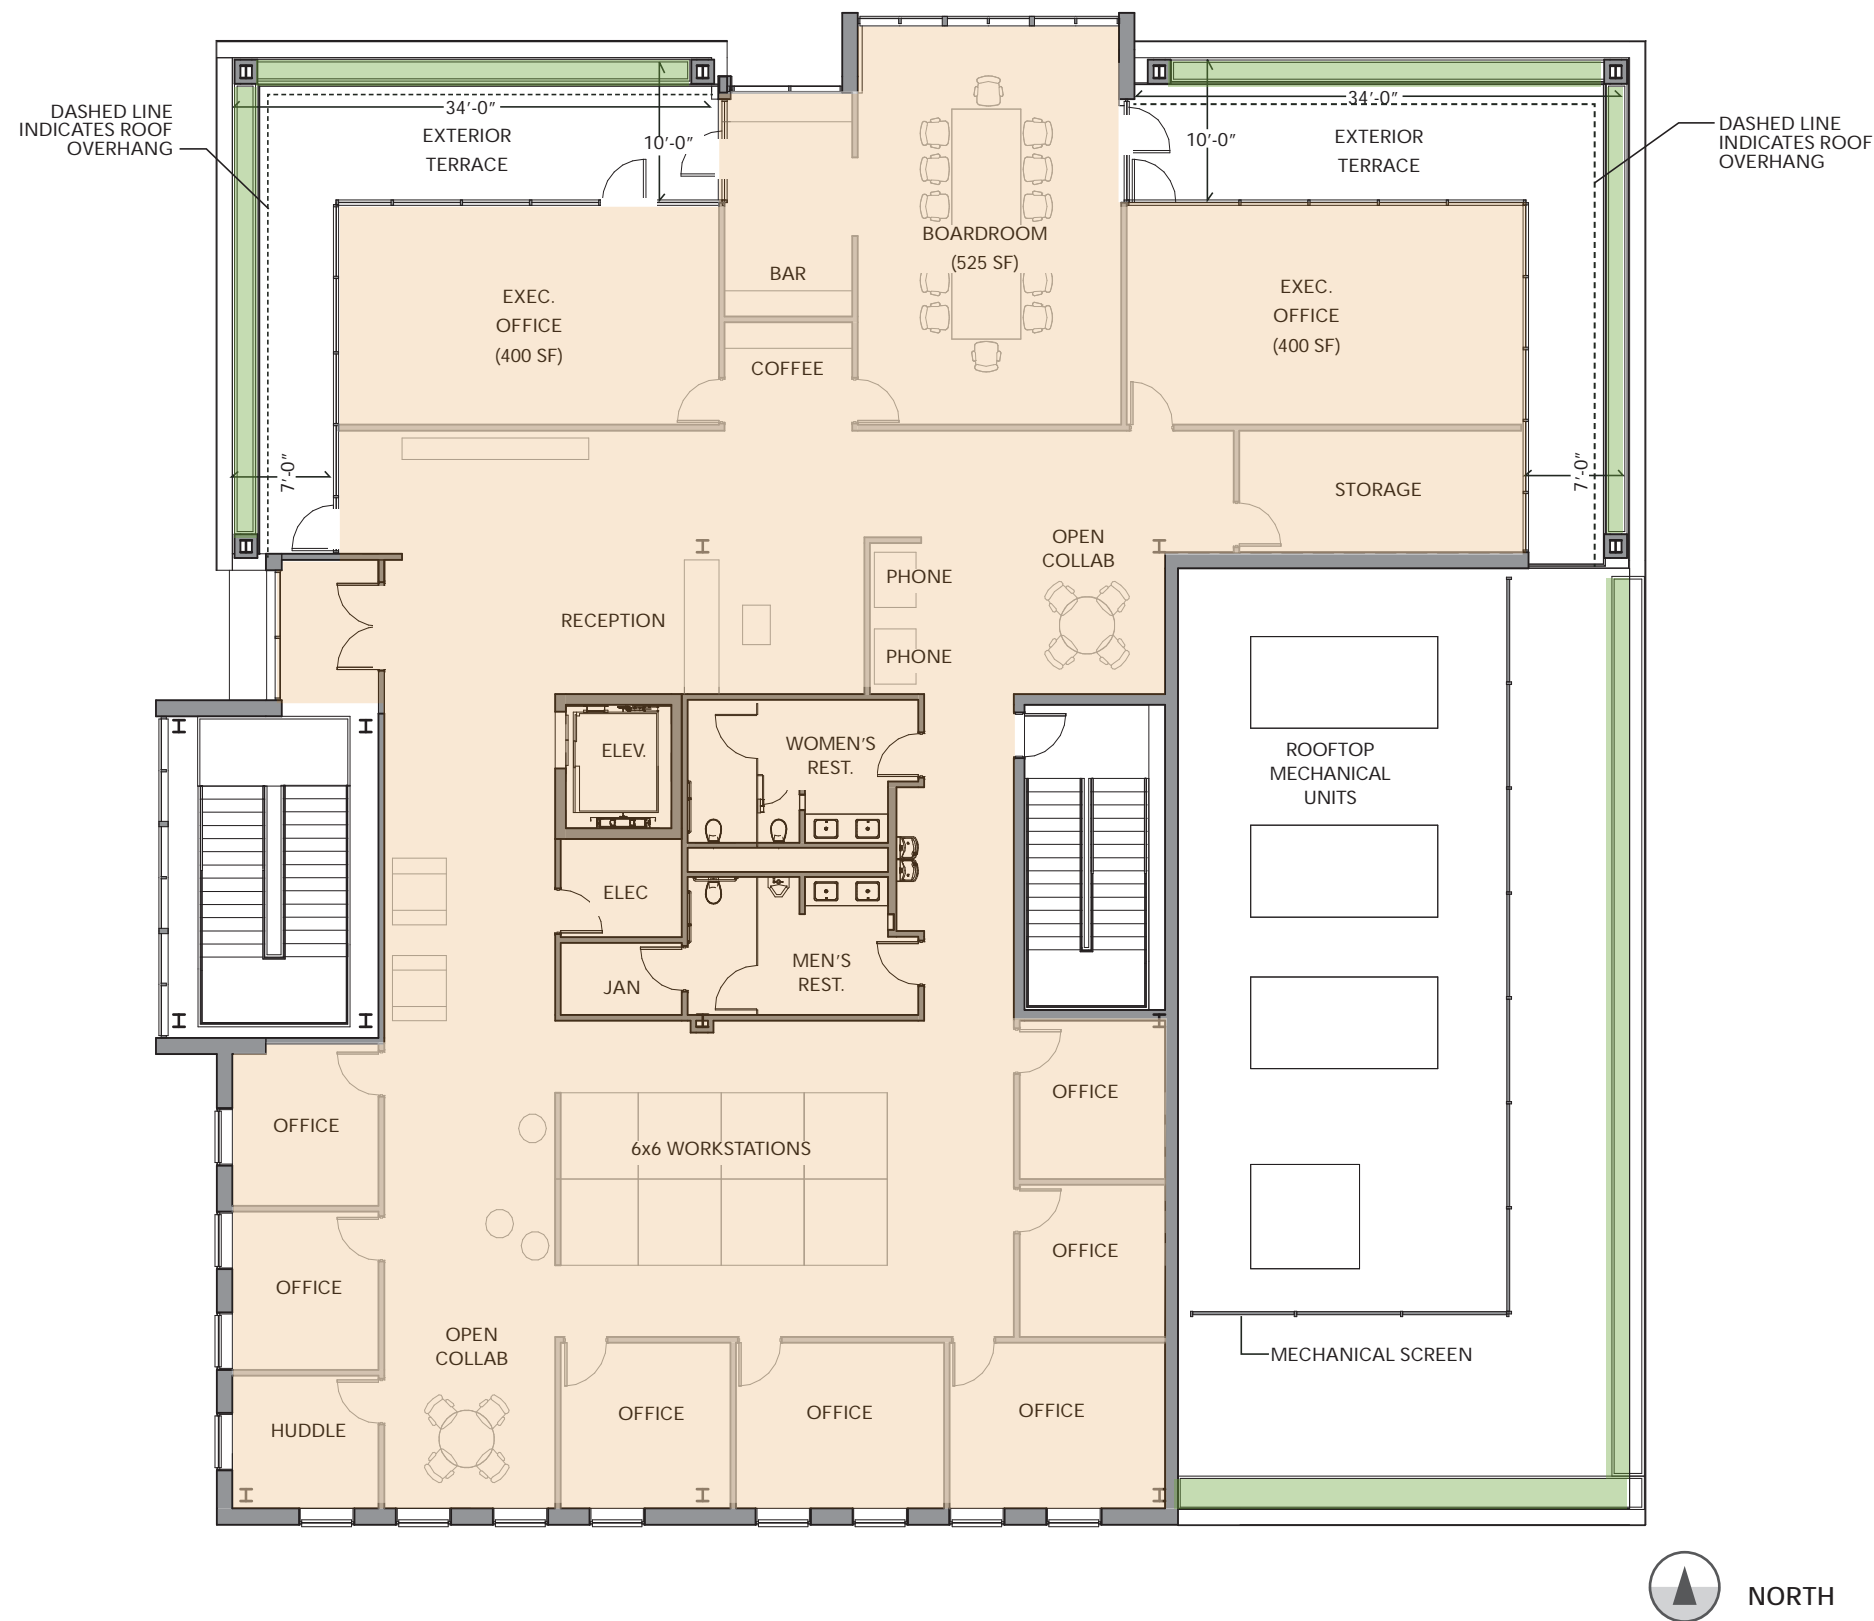 DASHED LINE
INDICATES ROOF
OVERHANG
34'-0"
EXTERIOR
TERRACE
10'-0"
34'-0"
10'-0"
EXTERIOR
TERRACE
DASHED LINE
INDICATES ROOF
OVERHANG
EXEC.
OFFICE
(400 SF)
BAR
COFFEE
BOARDROOM
(525 SF)
EXEC.
OFFICE
(400 SF)
7'-0"
STORAGE
7'-0"
OPEN
COLLAB
RECEPTION
PHONE
PHONE
ELEV.
WOMEN'S
REST.
ROOFTOP
MECHANICAL
UNITS
ELEC
JAN
MEN'S
REST.
OFFICE
6x6 WORKSTATIONS
OFFICE
OFFICE
OFFICE
OPEN
COLLAB
HUDDLE
OFFICE
OFFICE
OFFICE
MECHANICAL SCREEN
NORTH